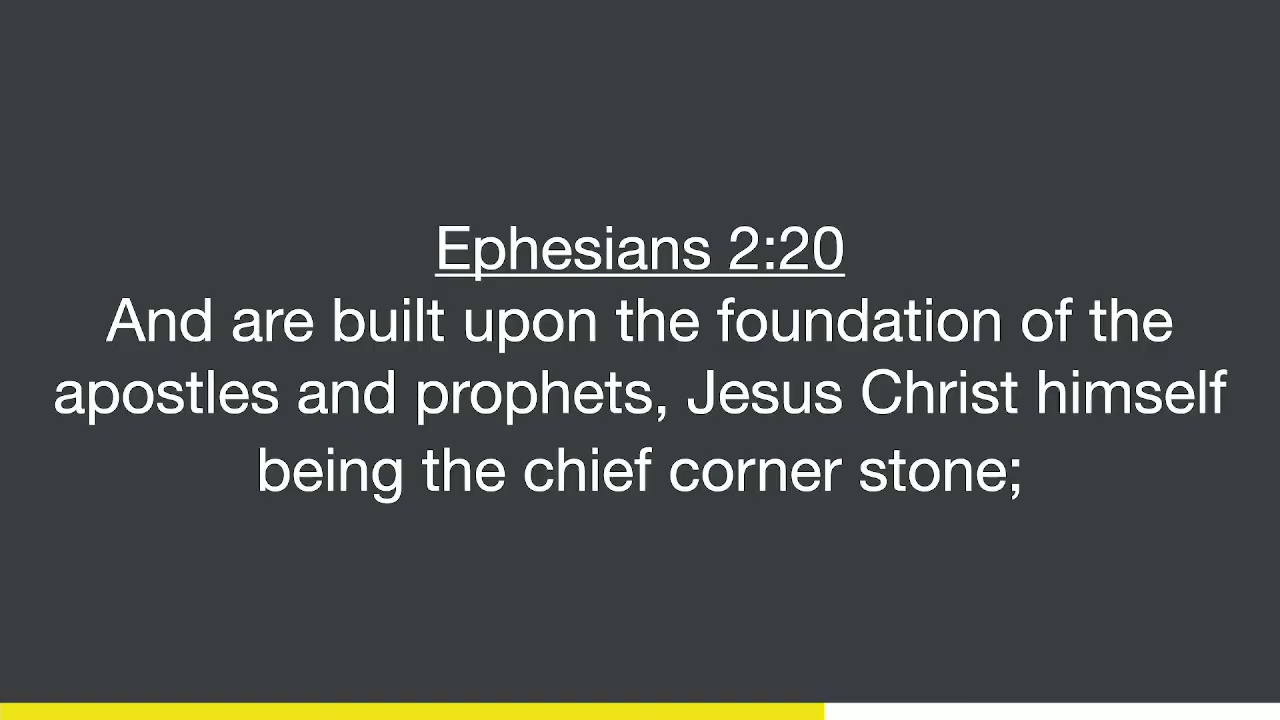 Ephesians 2:20
And are built upon the foundation of the
apostles and prophets, Jesus Christ himself
being the chief corner stone;